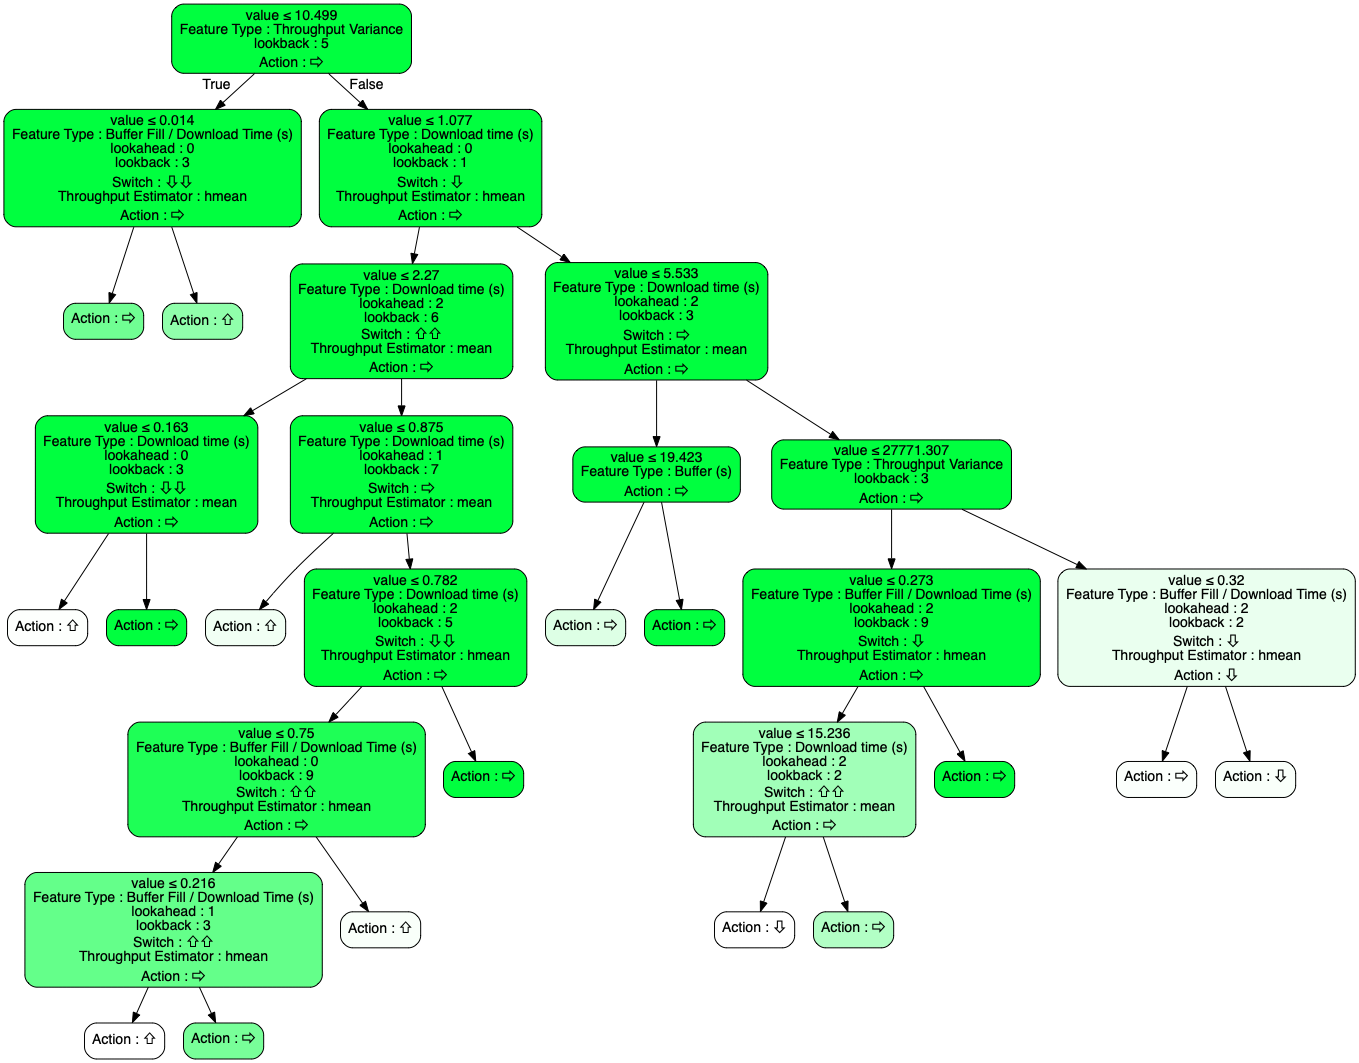 value ≤ 10.499
Feature Type : Throughput Variance
lookback : 5
Action : ⇨
True
False
value ≤ 0.014
Feature Type : Buffer Fill / Download Time (s)
lookahead : 0
lookback : 3
Switch : ⇩⇩
Throughput Estimator : hmean
Action : ⇨
value ≤ 1.077
Feature Type : Download time (s)
lookahead : 0
lookback : 1
Switch : ⇩
Throughput Estimator : hmean
Action : ⇨
value ≤ 2.27
Feature Type : Download time (s)
lookahead : 2
lookback : 6
Switch : ⇧⇧
Throughput Estimator : mean
Action : ⇨
value ≤ 5.533
Feature Type : Download time (s)
lookahead : 2
lookback : 3
Switch : ⇨
Throughput Estimator : mean
Action : ⇨
Action : ⇨
Action : ⇧
value ≤ 0.163
Feature Type : Download time (s)
lookahead : 0
lookback : 3
Switch : ⇩⇩
Throughput Estimator : mean
Action : ⇨
value ≤ 0.875
Feature Type : Download time (s)
lookahead : 1
lookback : 7
Switch : ⇨
Throughput Estimator : mean
Action : ⇨
value ≤ 19.423
Feature Type : Buffer (s)
Action : ⇨
value ≤ 27771.307
Feature Type : Throughput Variance
lookback : 3
Action : ⇨
Action : ⇧
Action : ⇨
Action : ⇧
value ≤ 0.782
Feature Type : Download time (s)
lookahead : 2
lookback : 5
Switch : ⇩⇩
Throughput Estimator : hmean
Action : ⇨
Action : ⇨
Action : ⇨
value ≤ 0.273
Feature Type : Buffer Fill / Download Time (s)
lookahead : 2
lookback : 9
Switch : ⇩
Throughput Estimator : hmean
Action : ⇨
value ≤ 0.32
Feature Type : Buffer Fill / Download Time (s)
lookahead : 2
lookback : 2
Switch : ⇩
Throughput Estimator : hmean
Action : ⇩
value ≤ 0.75
Feature Type : Buffer Fill / Download Time (s)
lookahead : 0
lookback : 9
Switch : ⇧⇧
Throughput Estimator : hmean
Action : ⇨
Action : ⇨
value ≤ 15.236
Feature Type : Download time (s)
lookahead : 2
lookback : 2
Switch : ⇧⇧
Throughput Estimator : mean
Action : ⇨
Action : ⇨
Action : ⇨
Action : ⇩
value ≤ 0.216
Feature Type : Buffer Fill / Download Time (s)
lookahead : 1
lookback : 3
Switch : ⇧⇧
Throughput Estimator : hmean
Action : ⇨
Action : ⇧
Action : ⇩
Action : ⇨
Action : ⇧
Action : ⇨